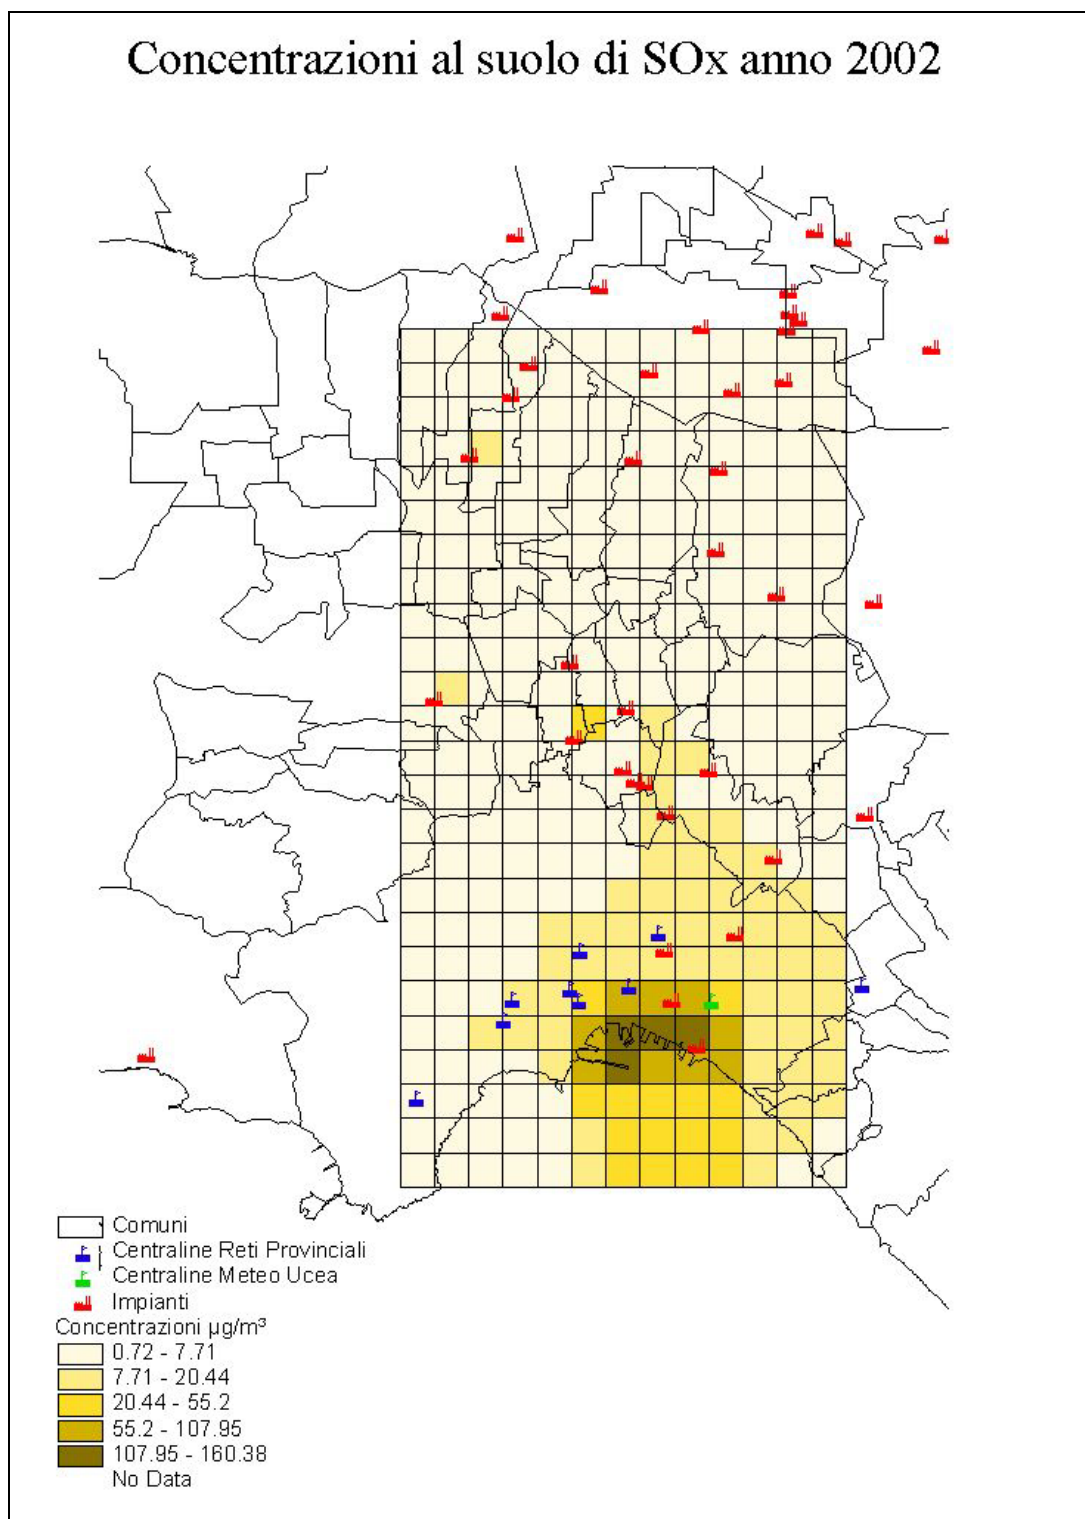 Concentrazioni al suolo di SOx anno 2002
Comuni
Centraline Reti Provinciali
Centraline Meteo Ucea
Impianti
Concentrazioni µg/m³
0.72 - 7.71
7.71 - 20.44
20.44 - 55.2
55.2 - 107.95
107.95 - 160.38
No Data